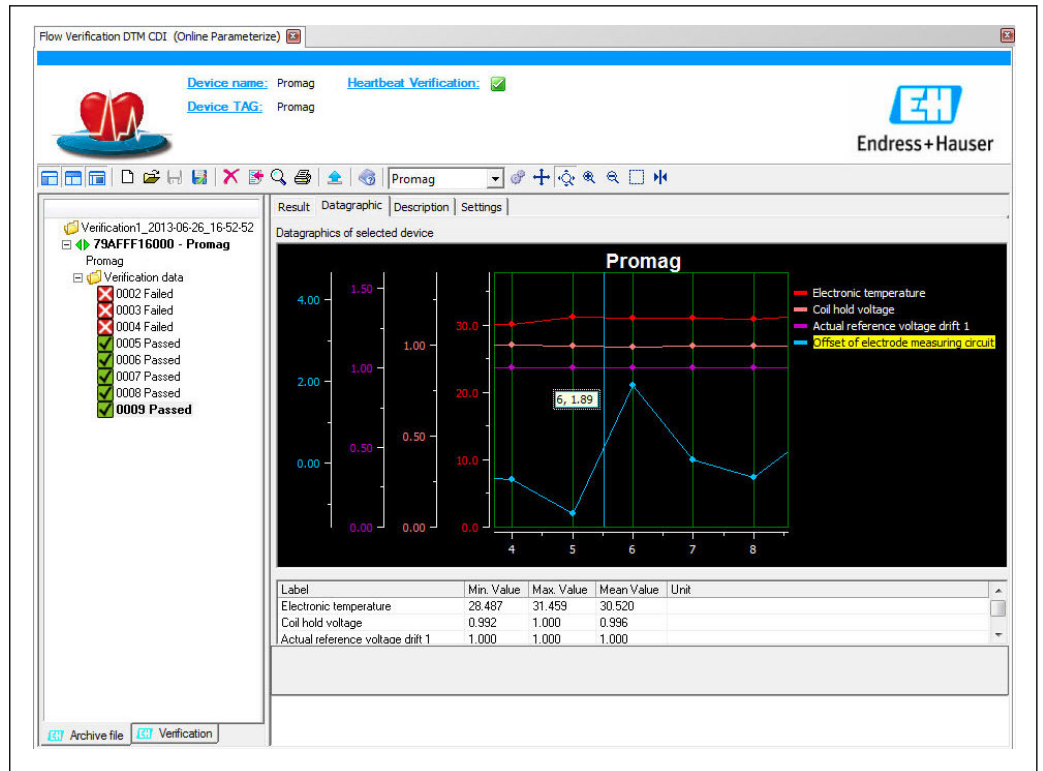 Flow Verification DTM CDI (Online Parameterize)
Device name: Promag Heartbeat Verification:
Device TAG: Promag
EH
Endress+Hauser
Promag
Result Datagraphic Description Settings
Verification1_2013-06-26_16-52-52
79AFFF16000 - Promag
Promag
Verification data
0002 Failed
0003 Failed
0004 Failed
0005 Passed
0006 Passed
0007 Passed
0008 Passed
0009 Passed
Datagraphics of selected device
Promag
4.00
2.00
0.00
1.50
1.00
0.50
0.00
1.00
0.50
0.00
30.0
20.0
10.0
0.0
6, 1.89
4 5 6 7 8
Electronic temperature
Coil hold voltage
Actual reference voltage drift 1
Offset of electrode measuring circuit
Label Min. Value Max. Value Mean Value Unit
Electronic temperature 28.487 31.459 30.520
Coil hold voltage 0.992 1.000 0.996
Actual reference voltage drift 1 1.000 1.000 1.000
EH Archive file EH Verification